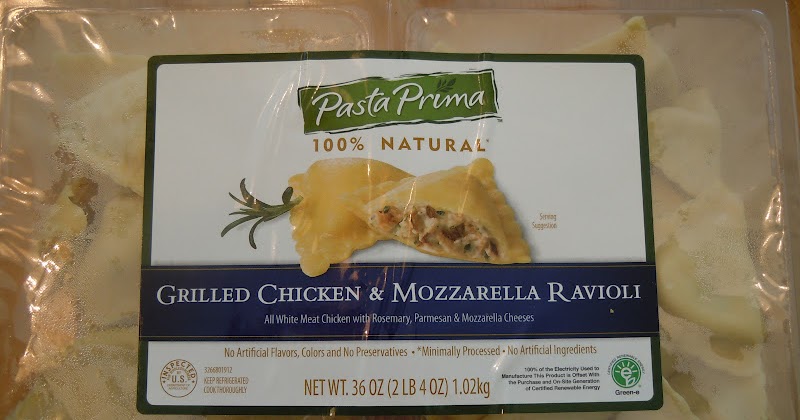 Pasta Prima™
100% NATURAL*
Serving
Suggestion
GRILLED CHICKEN & MOZZARELLA RAVIOLI
All White Meat Chicken with Rosemary, Parmesan & Mozzarella Cheeses
No Artificial Flavors, Colors and No Preservatives • *Minimally Processed • No Artificial Ingredients
INSPECTED
U.S.
3266B01912
KEEP REFRIGERATED
COOK THOROUGHLY
NET WT. 36 OZ (2 LB 4 OZ) 1.02kg
100% of the Electricity Used to
Manufacture This Product is Offset With
the Purchase and On-Site Generation
of Certified Renewable Energy
Green-e